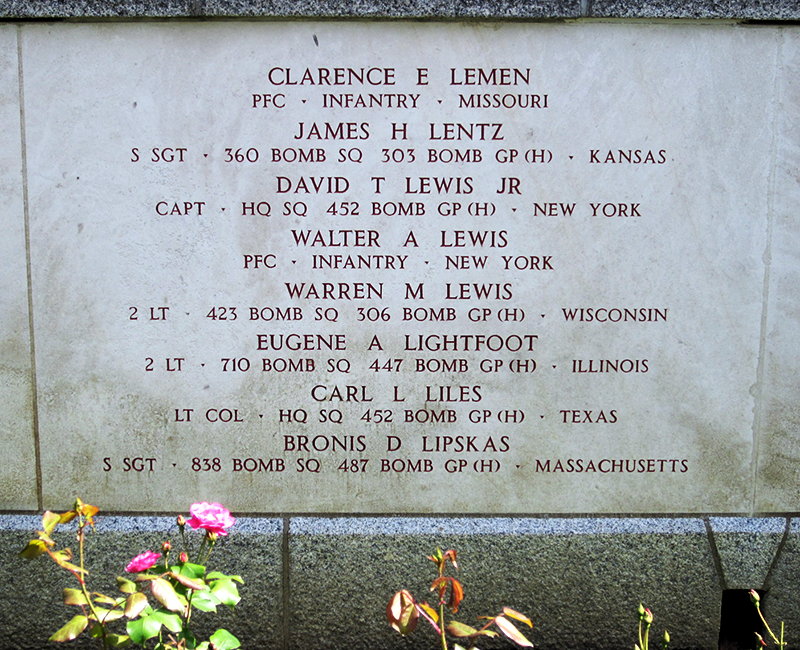 CLARENCE E LEMEN
PFC · INFANTRY · MISSOURI
JAMES H LENTZ
S SGT · 360 BOMB SQ 303 BOMB GP (H) · KANSAS
DAVID T LEWIS JR
CAPT · HQ SQ 452 BOMB GP (H) · NEW YORK
WALTER A LEWIS
PFC · INFANTRY · NEW YORK
WARREN M LEWIS
2 LT · 423 BOMB SQ 306 BOMB GP (H) · WISCONSIN
EUGENE A LIGHTFOOT
2 LT · 710 BOMB SQ 447 BOMB GP (H) · ILLINOIS
CARL L LILES
LT COL · HQ SQ 452 BOMB GP (H) · TEXAS
BRONIS D LIPSKAS
S SGT · 838 BOMB SQ 487 BOMB GP (H) · MASSACHUSETTS